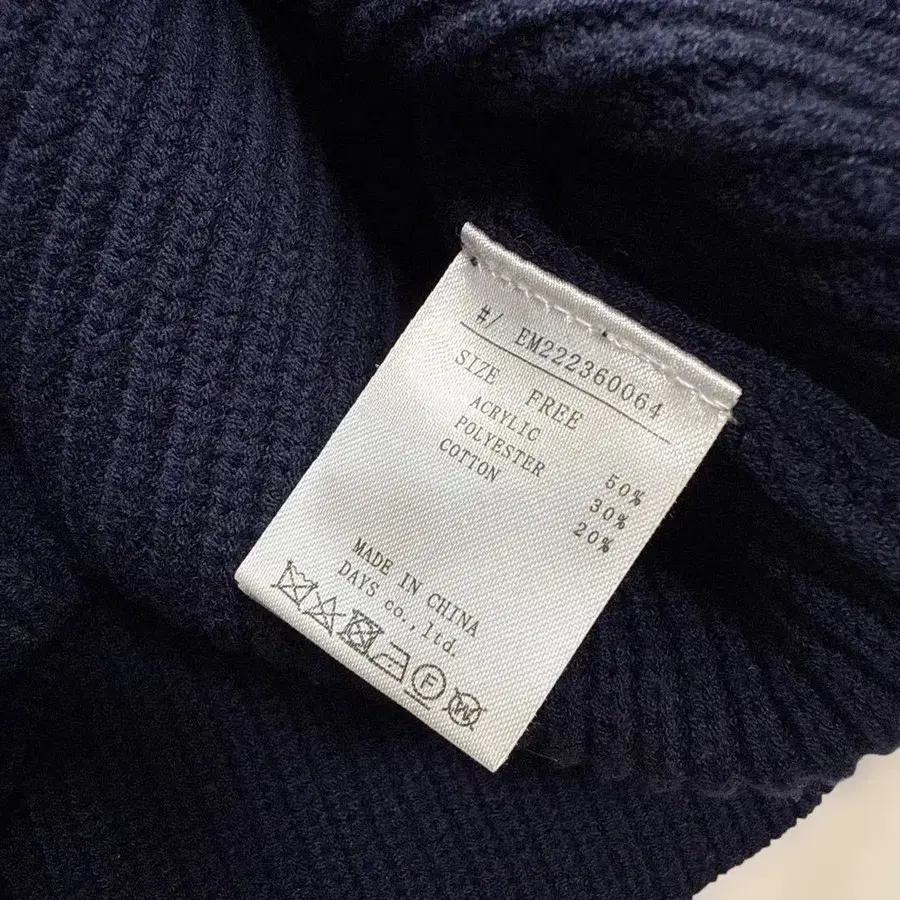 #/ EM222360064
SIZE FREE
ACRYLIC 50%
POLYESTER 30%
COTTON 20%
MADE IN CHINA
DAYS co.,ltd.
F W